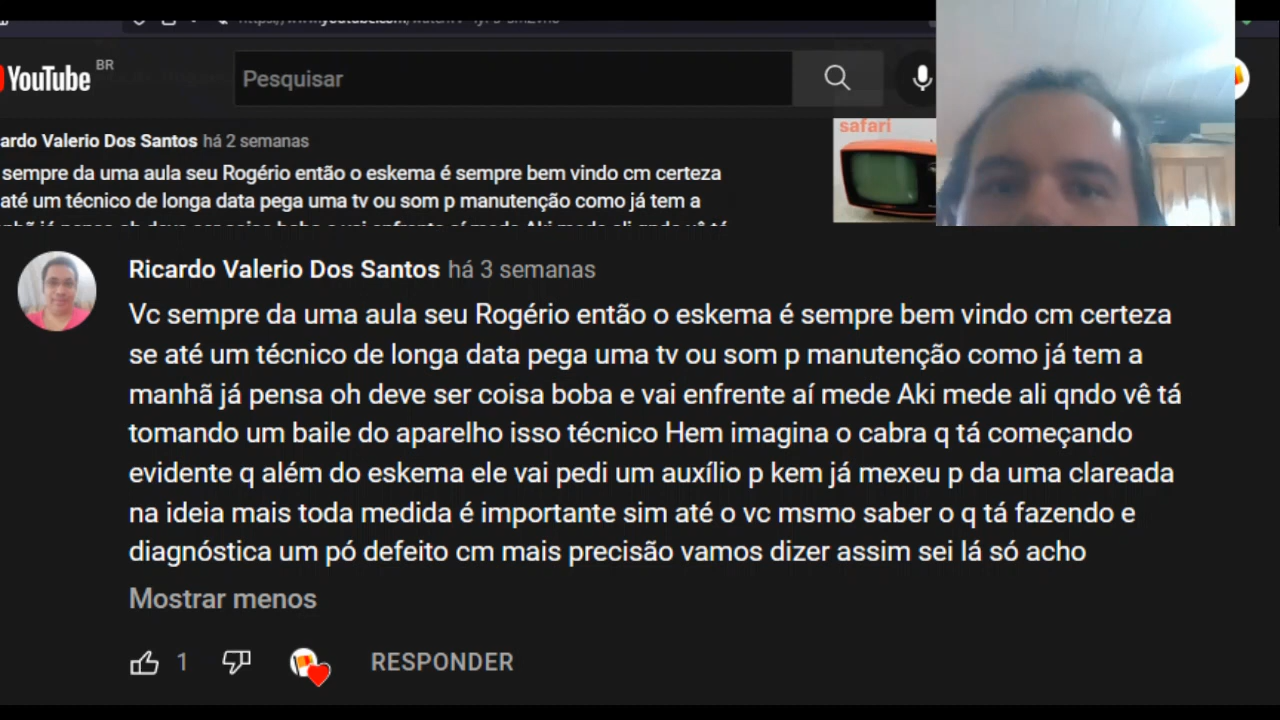 YouTube BR
Pesquisar
ardo Valerio Dos Santos há 2 semanas
safari
sempre da uma aula seu Rogério então o eskema é sempre bem vindo cm certeza
até um técnico de longa data pega uma tv ou som p manutenção como já tem a
Ricardo Valerio Dos Santos há 3 semanas
Vc sempre da uma aula seu Rogério então o eskema é sempre bem vindo cm certeza
se até um técnico de longa data pega uma tv ou som p manutenção como já tem a
manhã já pensa oh deve ser coisa boba e vai enfrente aí mede Aki mede ali qndo vê tá
tomando um baile do aparelho isso técnico Hem imagina o cabra q tá começando
evidente q além do eskema ele vai pedi um auxílio p kem já mexeu p da uma clareada
na ideia mais toda medida é importante sim até o vc msmo saber o q tá fazendo e
diagnóstica um pó defeito cm mais precisão vamos dizer assim sei lá só acho
Mostrar menos
1
RESPONDER